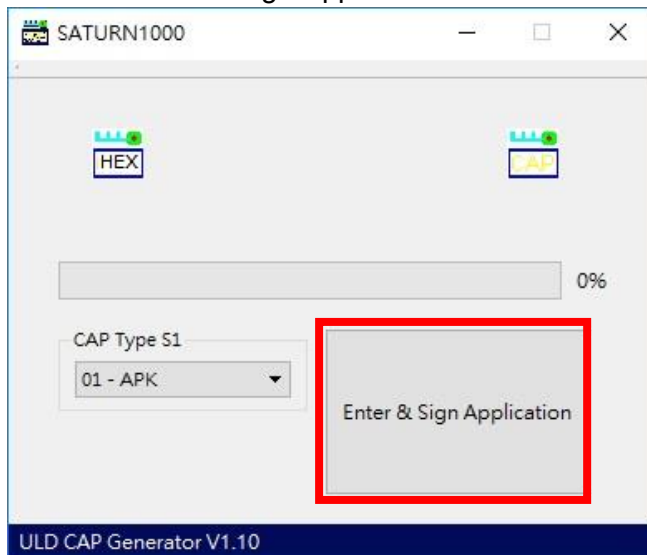 SATURN1000
HEX
CAP
0%
CAP Type S1
01 - APK
Enter & Sign Application
ULD CAP Generator V1.10